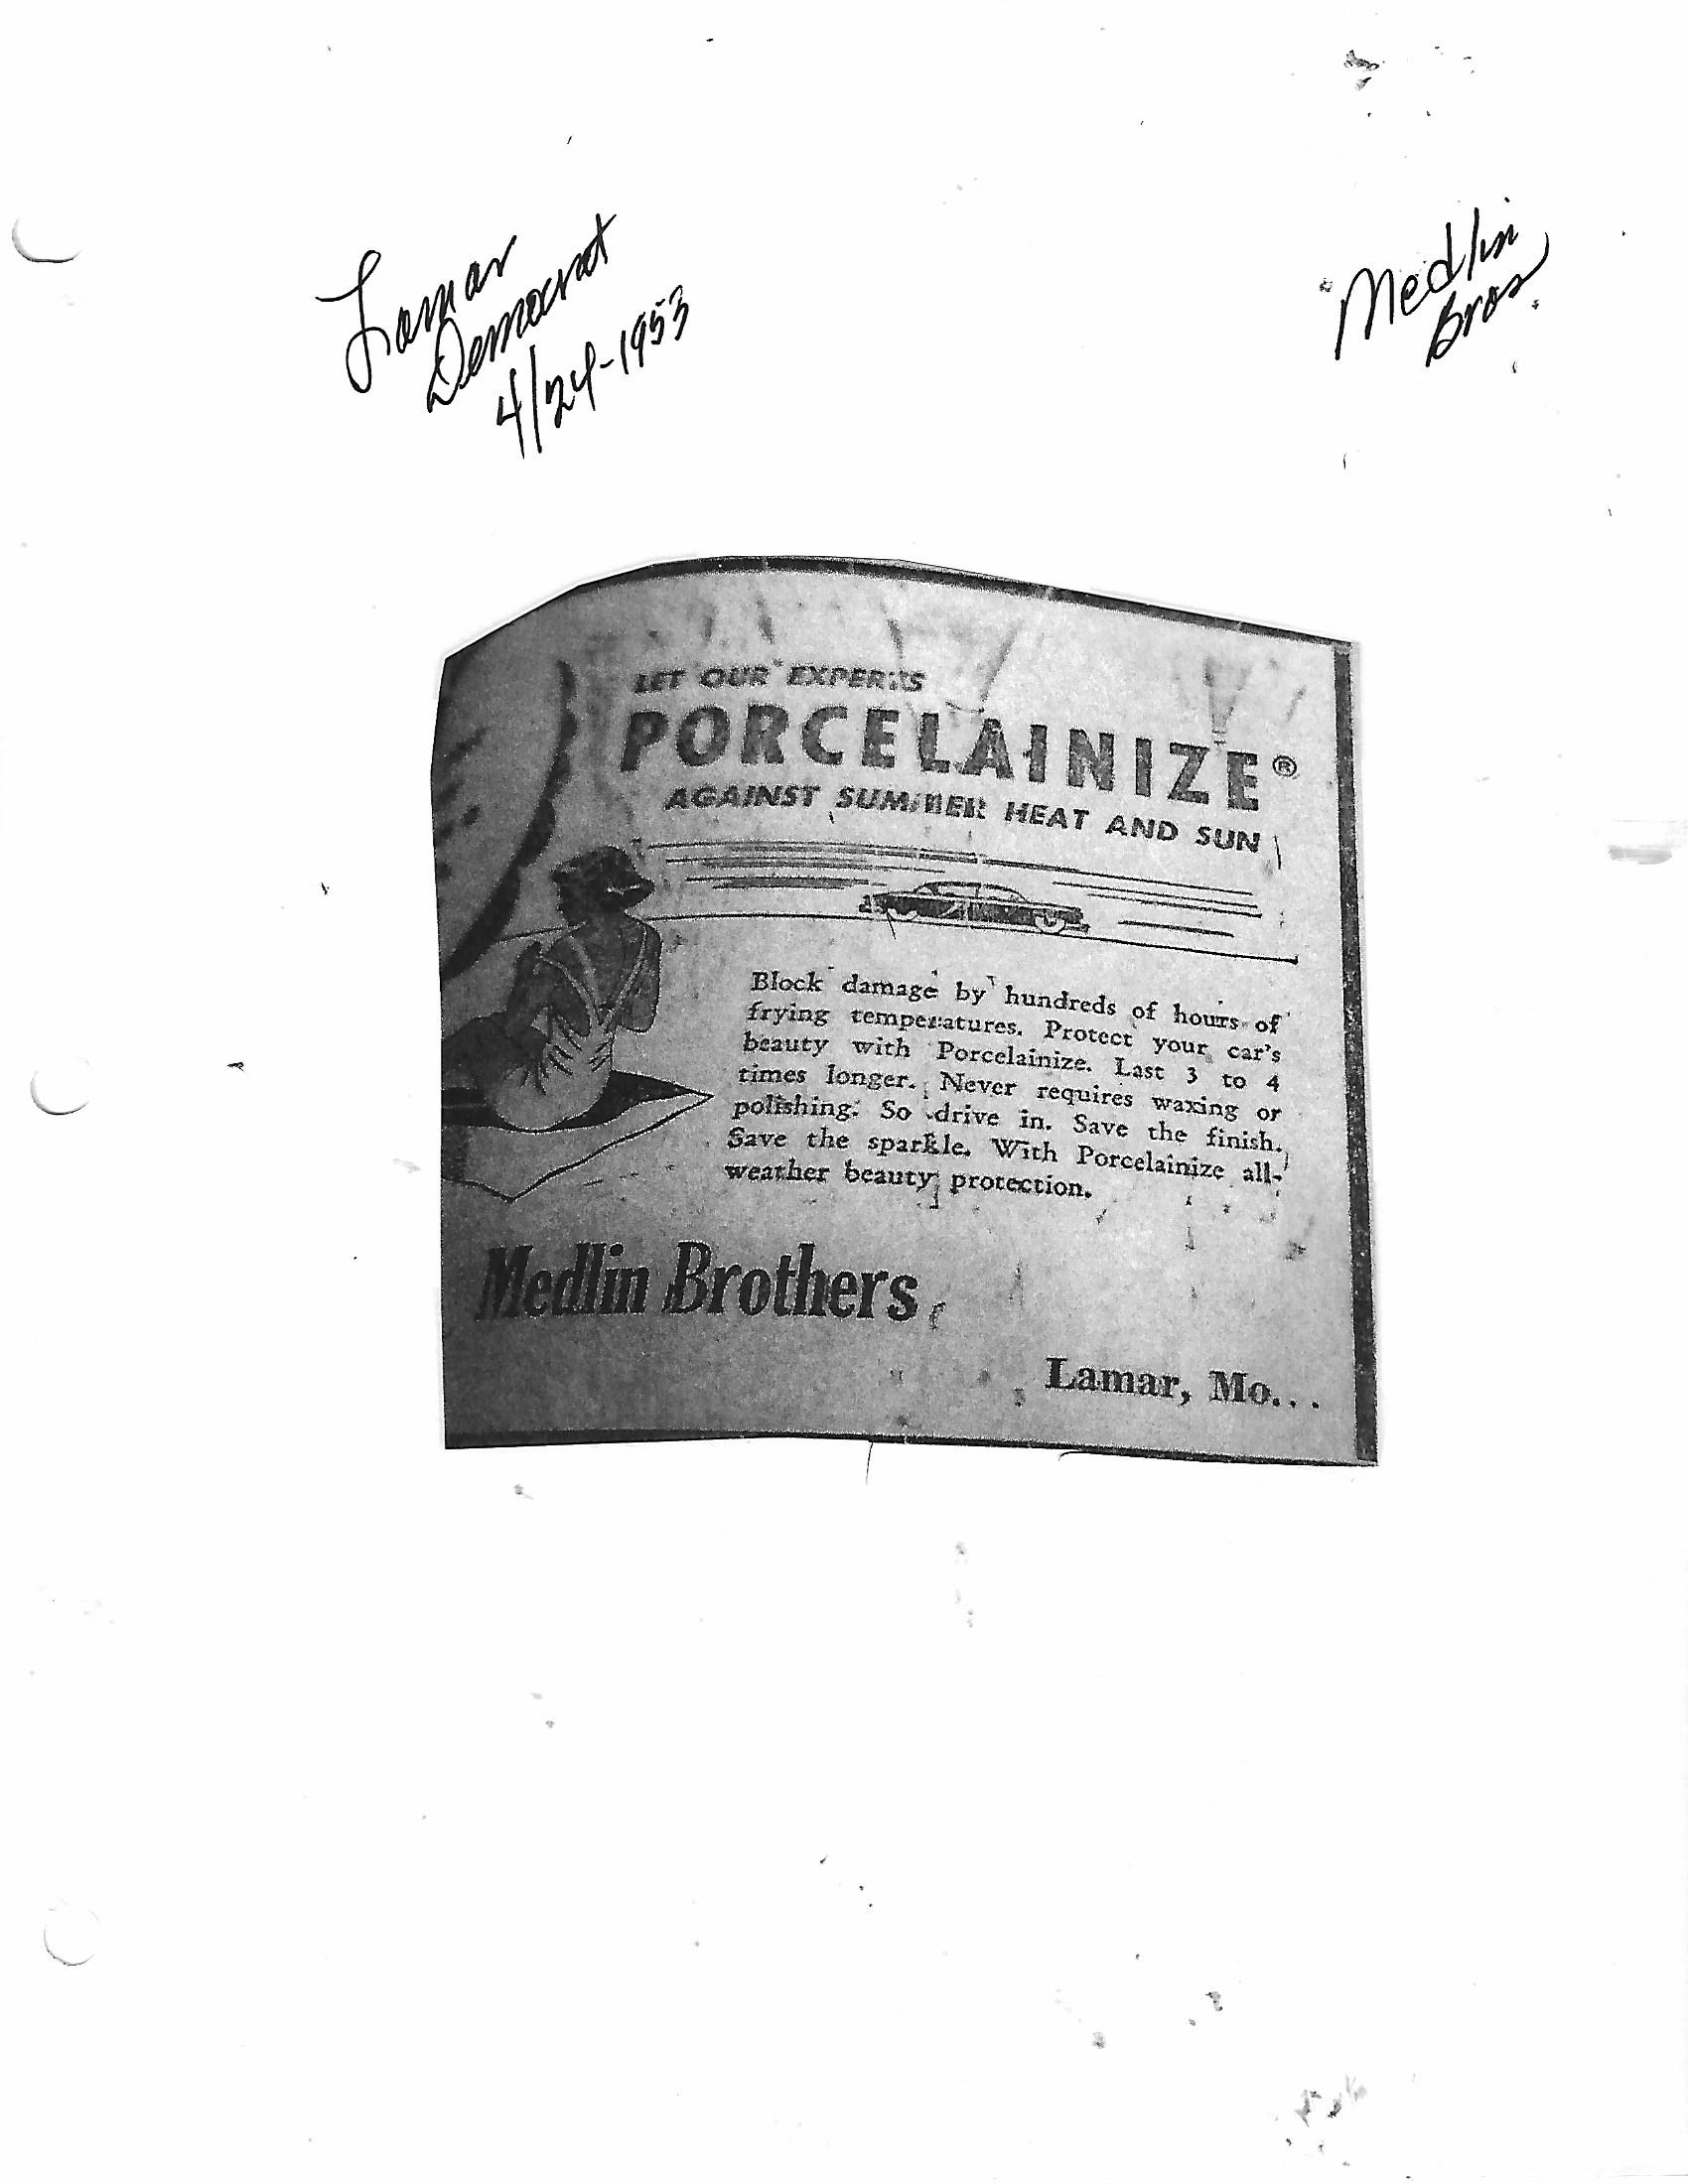 Lamar
Democrat
4/24-1953
Medlin
Bros.
LET OUR EXPERTS
PORCELAINIZE®
AGAINST SUMMER HEAT AND SUN
Block damage by hundreds of hours of
frying temperatures. Protect your car's
beauty with Porcelainize. Last 3 to 4
times longer. Never requires waxing or
polishing. So drive in. Save the finish.
Save the sparkle. With Porcelainize all-
weather beauty protection.
Medlin Brothers
Lamar, Mo...